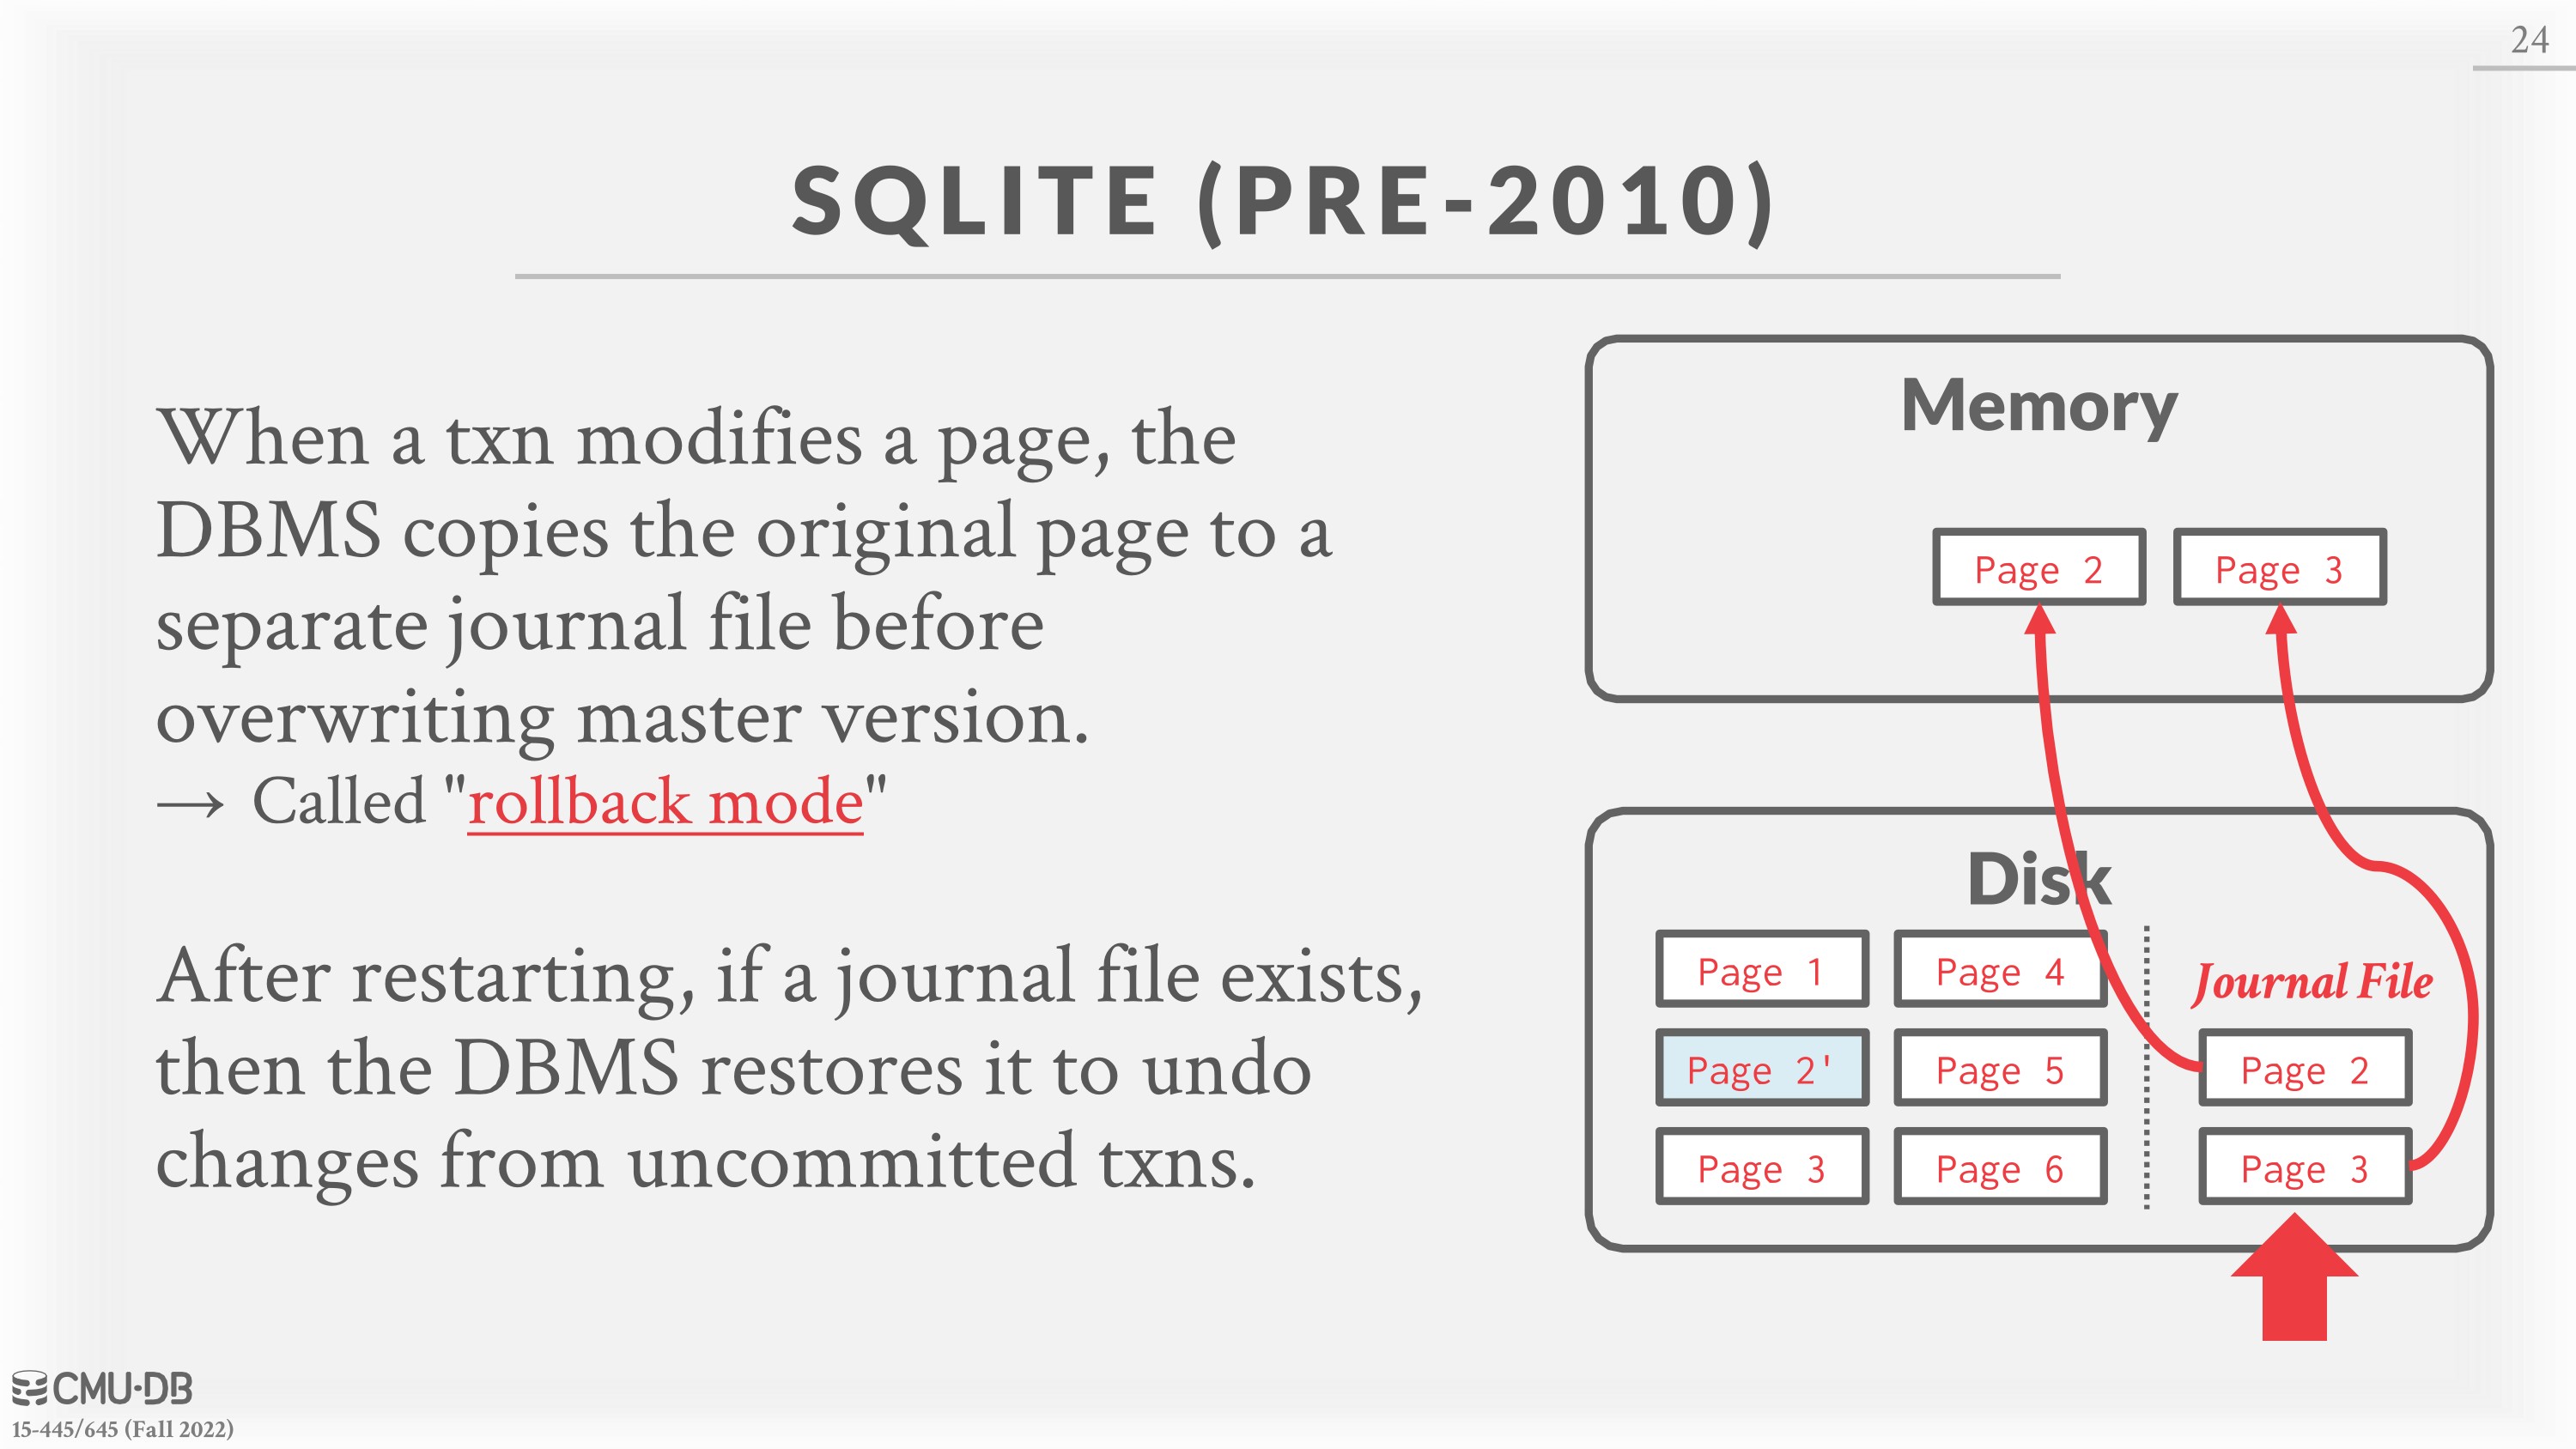 24
SQLITE (PRE-2010)
When a txn modifies a page, the
DBMS copies the original page to a
separate journal file before
overwriting master version.
→ Called "rollback mode"
After restarting, if a journal file exists,
then the DBMS restores it to undo
changes from uncommitted txns.
Memory
Page 2 Page 3
Disk
Page 1 Page 4
Page 2' Page 5
Page 3 Page 6
Journal File
Page 2
Page 3
CMU·DB
15-445/645 (Fall 2022)